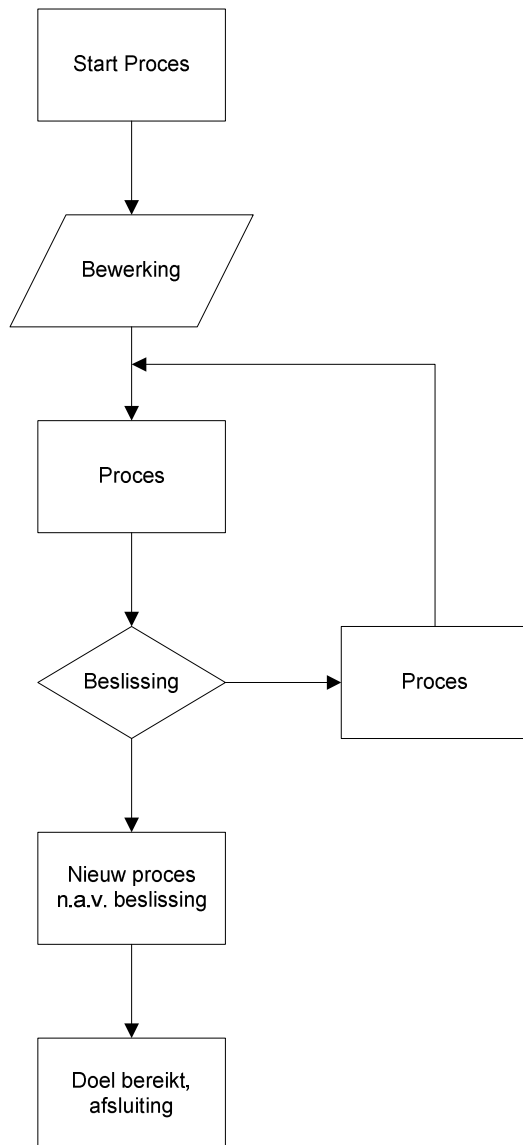 Start Proces
Bewerking
Proces
Beslissing
Proces
Nieuw proces
n.a.v. beslissing
Doel bereikt,
afsluiting